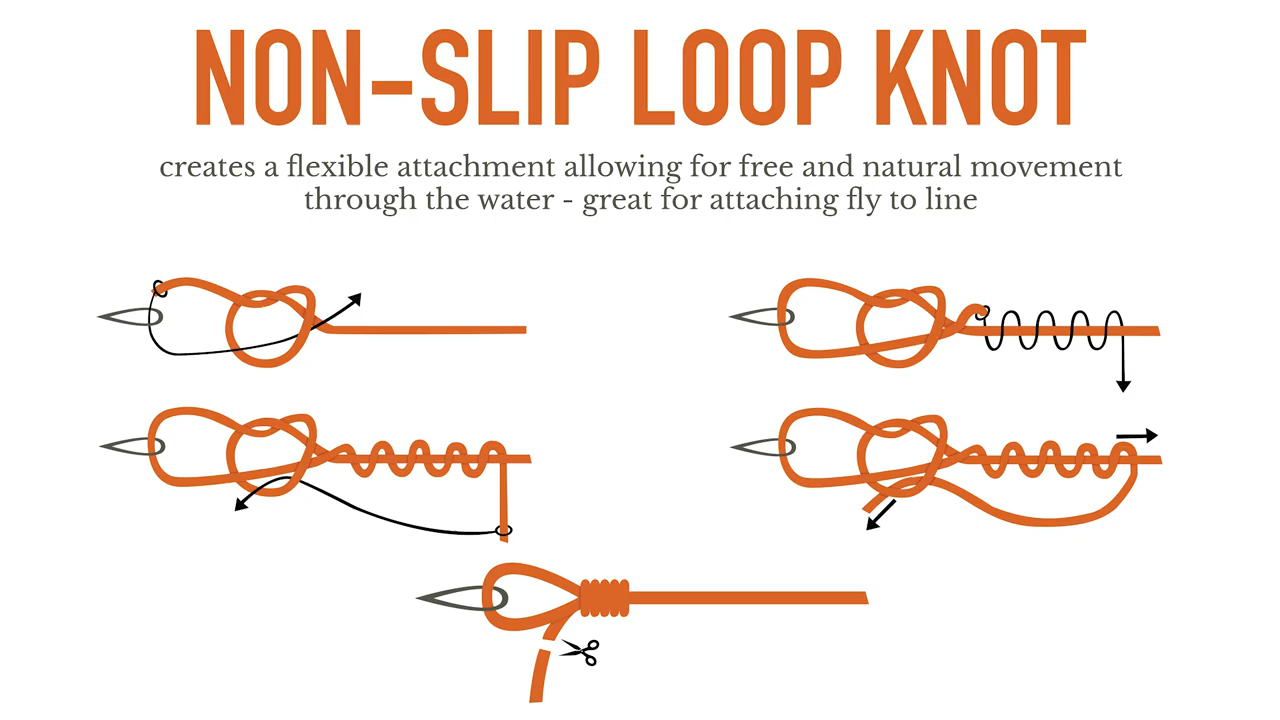 NON-SLIP LOOP KNOT
creates a flexible attachment allowing for free and natural movement
through the water - great for attaching fly to line